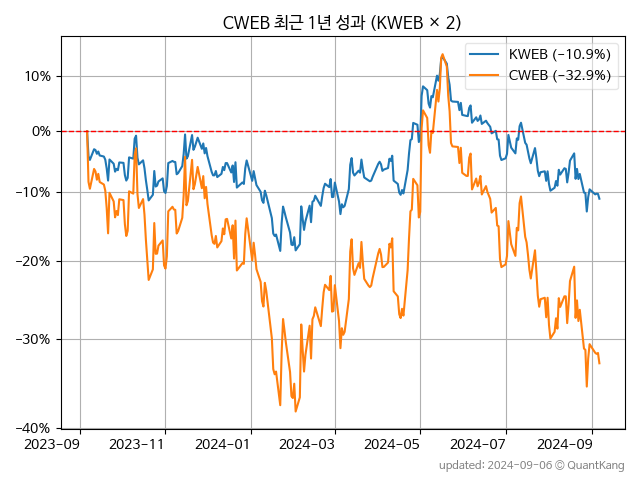 CWEB 최근 1년 성과 (KWEB × 2)
KWEB (−10.9%)
CWEB (−32.9%)
10%
0%
−10%
−20%
−30%
−40%
2023-09 2023-11 2024-01 2024-03 2024-05 2024-07 2024-09
updated: 2024-09-06 © QuantKang